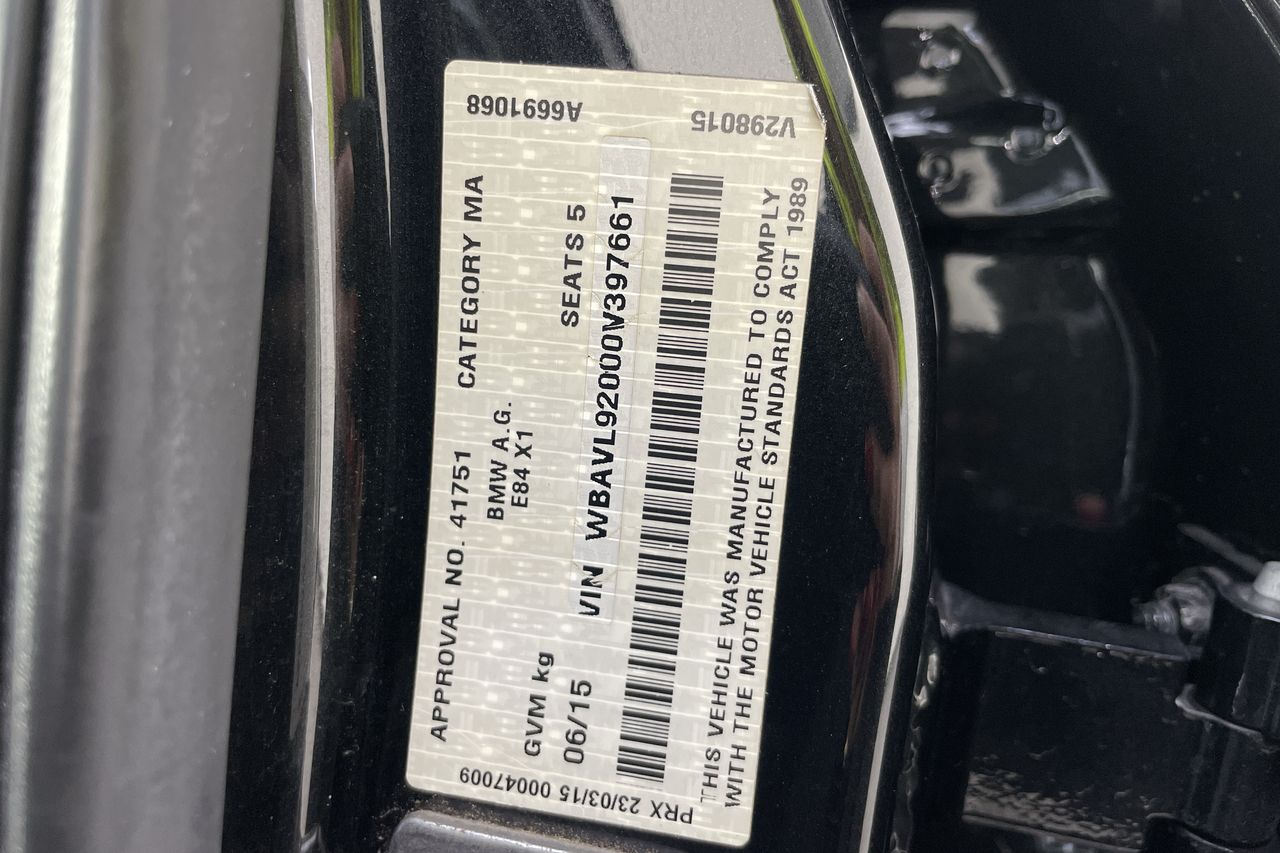 APPROVAL NO. 41751 CATEGORY MA
BMW A.G.
E84 X1
GVM kg SEATS 5
06/15 VIN WBAVL92000V397661
THIS VEHICLE WAS MANUFACTURED TO COMPLY
WITH THE MOTOR VEHICLE STANDARDS ACT 1989
A6691068
V298015
PRX 23/03/15 00047009